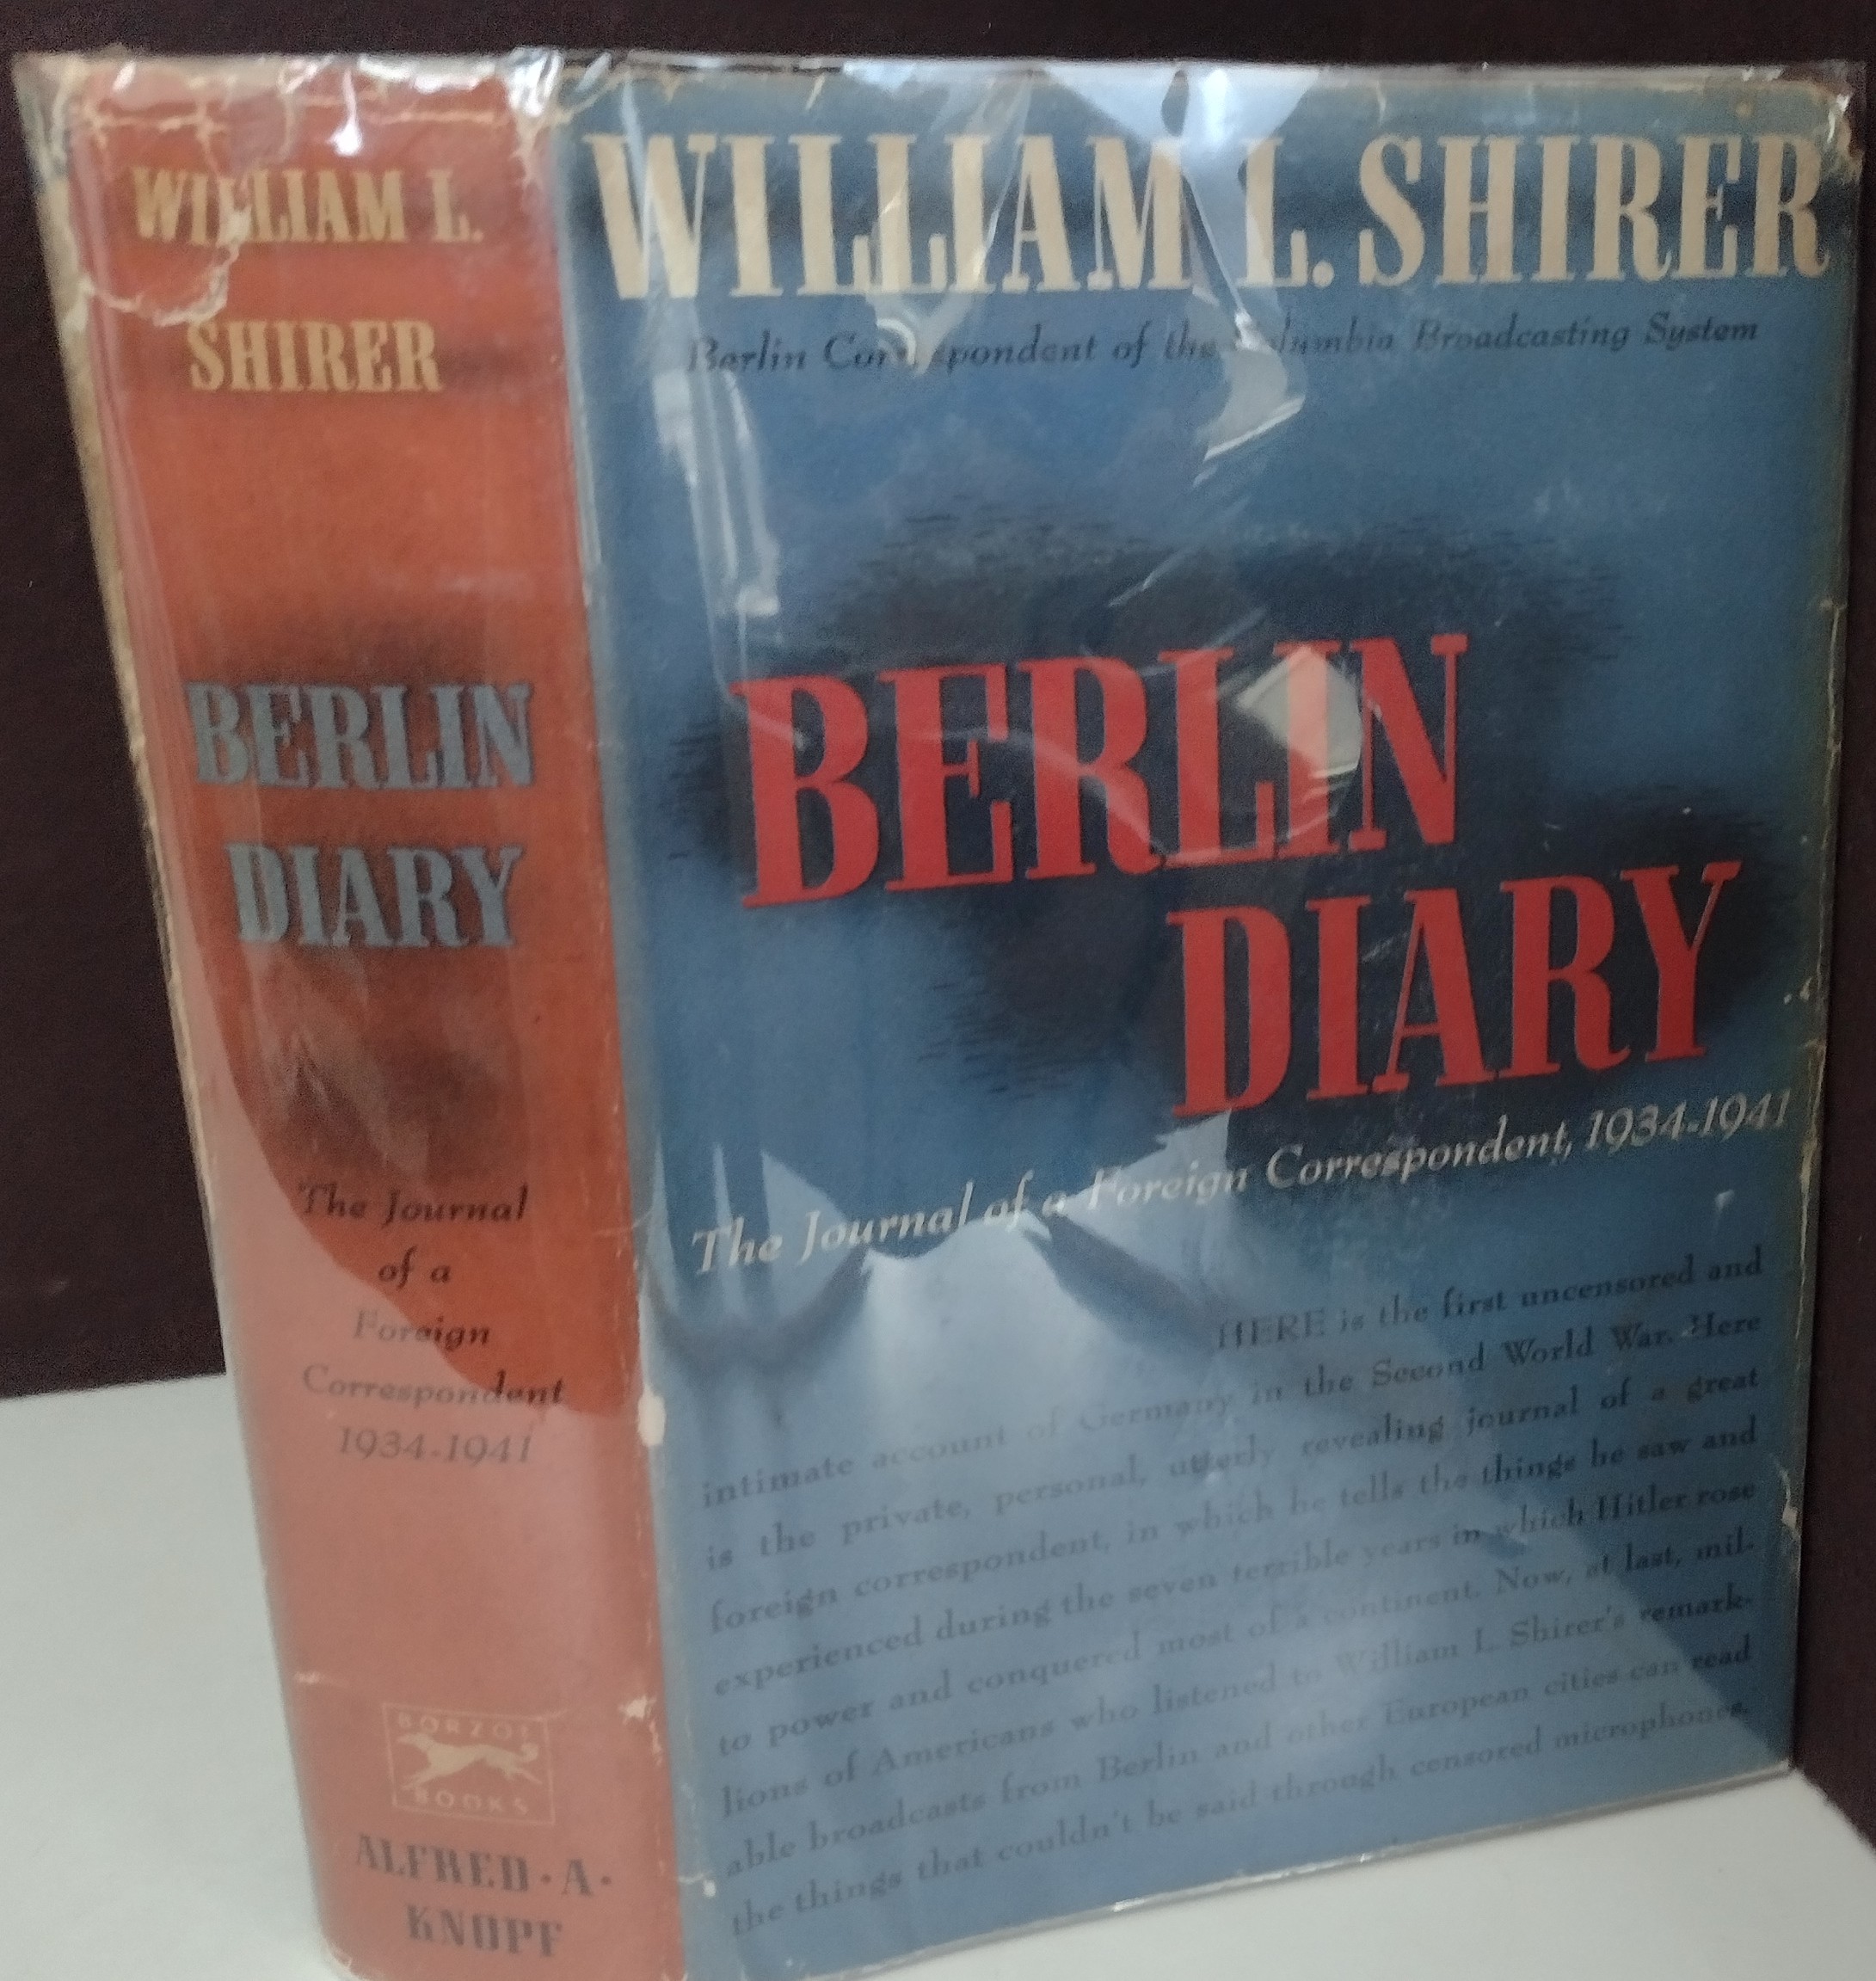 WILLIAM L.
SHIRER
BERLIN
DIARY
The Journal
of a
Foreign
Correspondent
1934-1941
BORZOI
BOOKS
ALFRED · A ·
KNOPF
WILLIAM L. SHIRER
Berlin Correspondent of the Columbia Broadcasting System
BERLIN
DIARY
The Journal of a Foreign Correspondent, 1934-1941
HERE is the first uncensored and
intimate account of Germany in the Second World War. Here
is the private, personal, utterly revealing journal of a great
foreign correspondent, in which he tells the things he saw and
experienced during the seven terrible years in which Hitler rose
to power and conquered most of a continent. Now, at last, mil-
lions of Americans who listened to William L. Shirer's remark-
able broadcasts from Berlin and other European cities can read
the things that couldn't be said through censored microphones.